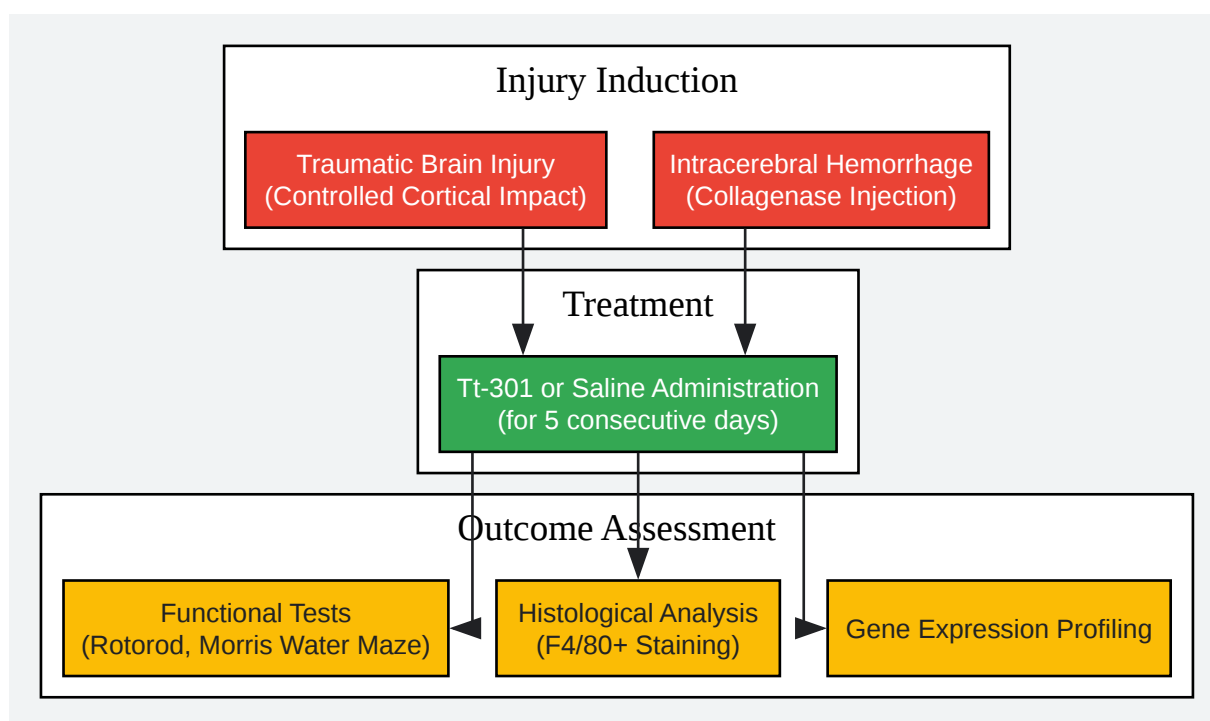 Injury Induction
Traumatic Brain Injury
(Controlled Cortical Impact)
Intracerebral Hemorrhage
(Collagenase Injection)
Treatment
Tt-301 or Saline Administration
(for 5 consecutive days)
Outcome Assessment
Functional Tests
(Rotorod, Morris Water Maze)
Histological Analysis
(F4/80+ Staining)
Gene Expression Profiling